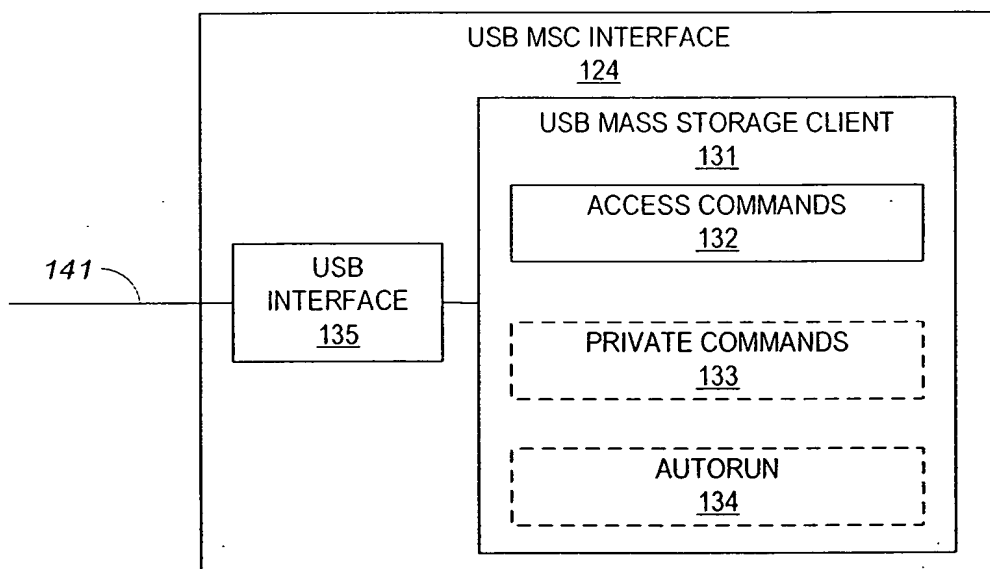 USB MSC INTERFACE
124
USB MASS STORAGE CLIENT
131
ACCESS COMMANDS
132
141
USB
INTERFACE
135
PRIVATE COMMANDS
133
AUTORUN
134